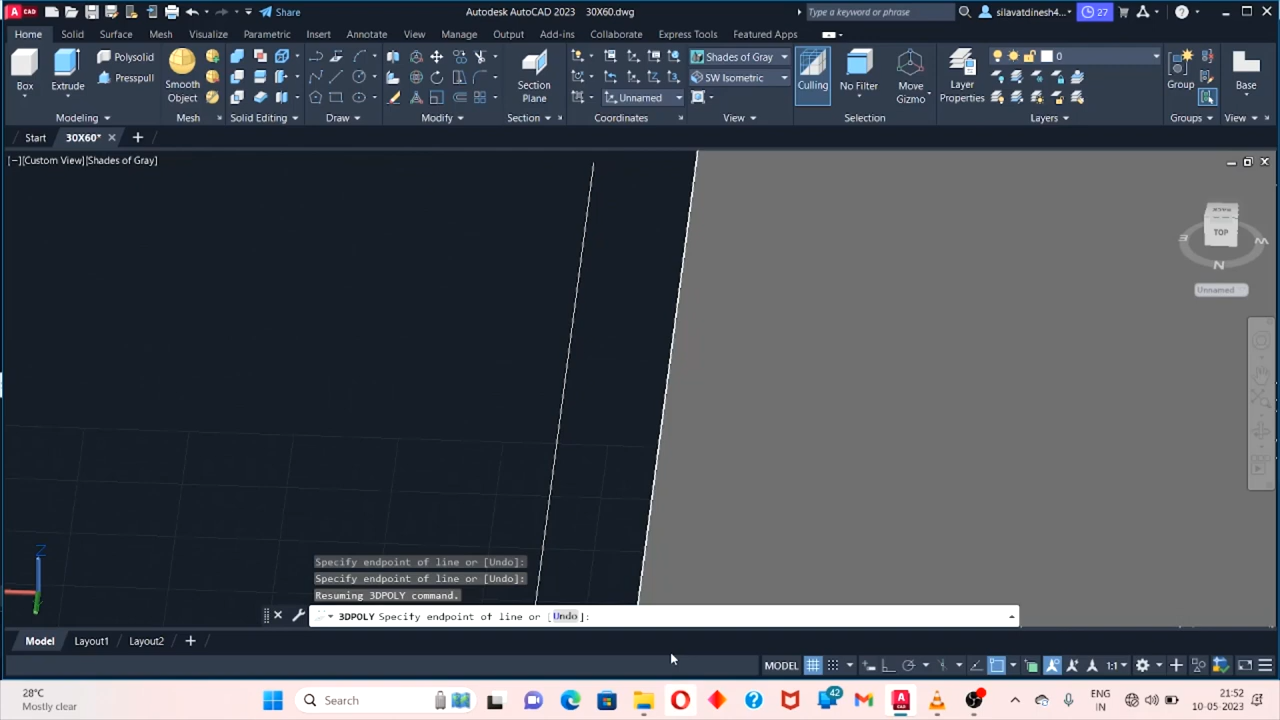 A CAD Share Autodesk AutoCAD 2023 30X60.dwg Type a keyword or phrase silavatdinesh4... 27
Home Solid Surface Mesh Visualize Parametric Insert Annotate View Manage Output Add-ins Collaborate Express Tools Featured Apps
Box Extrude Polysolid Presspull Smooth Object Section Plane Unnamed Shades of Gray SW Isometric Culling No Filter Move Gizmo Layer Properties 0 Group Base
Modeling Mesh Solid Editing Draw Modify Section Coordinates View Selection Layers Groups View
Start 30X60*
[−][Custom View][Shades of Gray]
TOP
N
Unnamed
Z
Specify endpoint of line or [Undo]:
Specify endpoint of line or [Undo]:
Resuming 3DPOLY command.
3DPOLY Specify endpoint of line or [Undo]:
Model Layout1 Layout2
MODEL 1:1
28°C
Mostly clear
Search
42
ENG
IN
21:52
10-05-2023